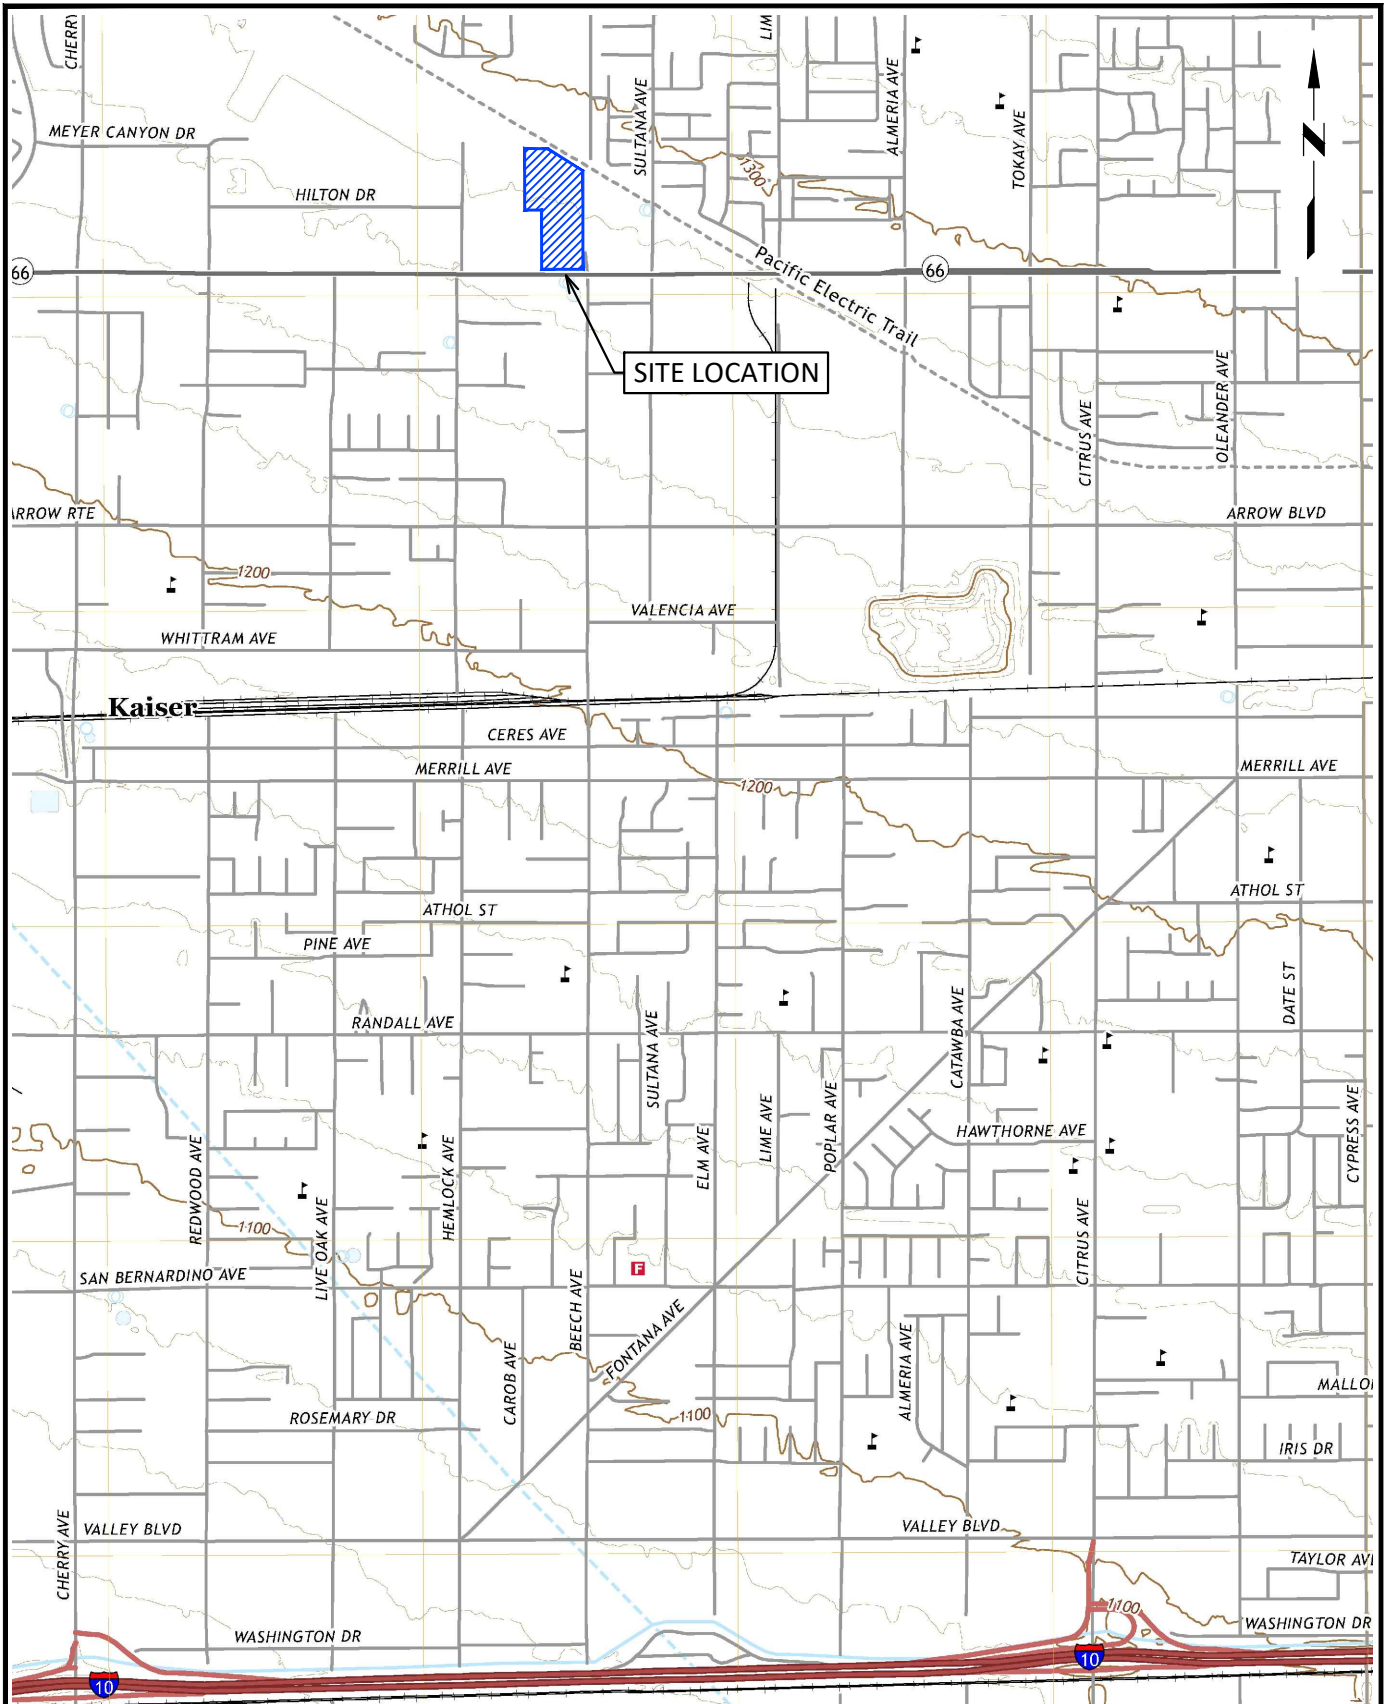 CHERRY
SULTANA AVE
LIM
ALMERIA AVE
TOKAY AVE
MEYER CANYON DR
HILTON DR
1300
N
66
66
Pacific Electric Trail
SITE LOCATION
CITRUS AVE
OLEANDER AVE
ARROW RTE
ARROW BLVD
1200
VALENCIA AVE
WHITTRAM AVE
Kaiser
CERES AVE
MERRILL AVE
MERRILL AVE
1200
ATHOL ST
ATHOL ST
PINE AVE
RANDALL AVE
SULTANA AVE
CATAWBA AVE
DATE ST
REDWOOD AVE
HEMLOCK AVE
ELM AVE
LIME AVE
POPLAR AVE
HAWTHORNE AVE
CYPRESS AVE
1100
LIVE OAK AVE
CITRUS AVE
SAN BERNARDINO AVE
F
BEECH AVE
FONTANA AVE
CAROB AVE
ALMERIA AVE
MALLO
ROSEMARY DR
1100
IRIS DR
CHERRY AVE
VALLEY BLVD
VALLEY BLVD
TAYLOR AV
1100
WASHINGTON DR
WASHINGTON DR
10
10